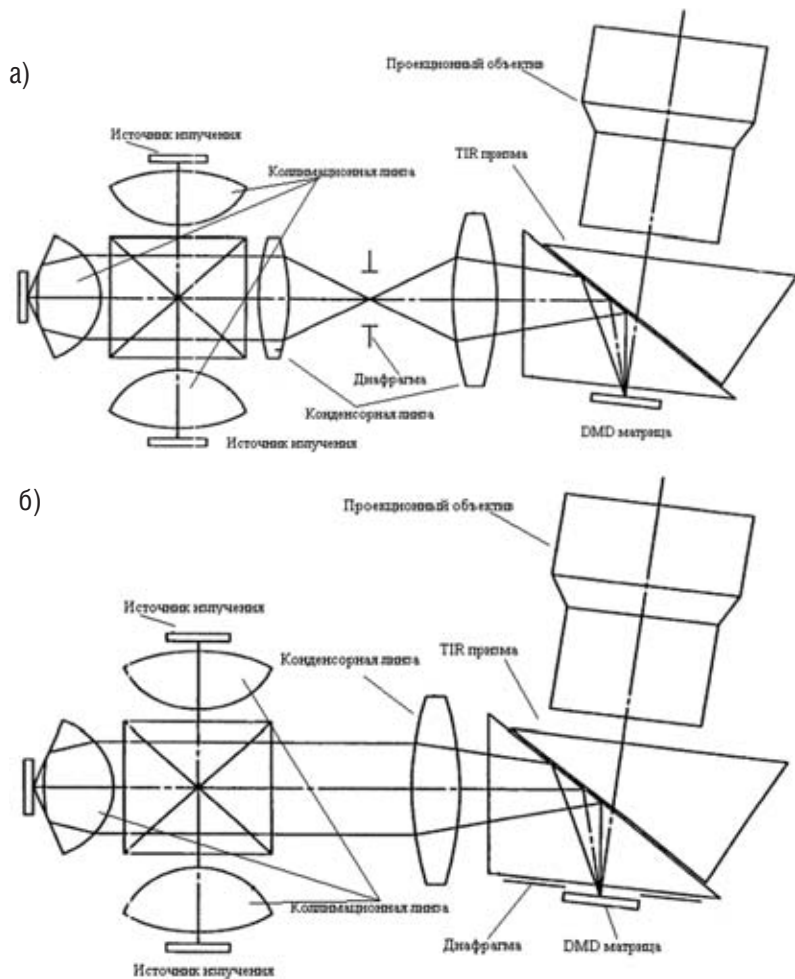 а)
Проекционный объектив
TIR призма
Источник излучения
Коллимационная линза
Диафрагма
Конденсорная линза
Источник излучения
DMD матрица
б)
Проекционный объектив
Источник излучения
Конденсорная линза
TIR призма
Коллимационная линза
Диафрагма
DMD матрица
Источник излучения